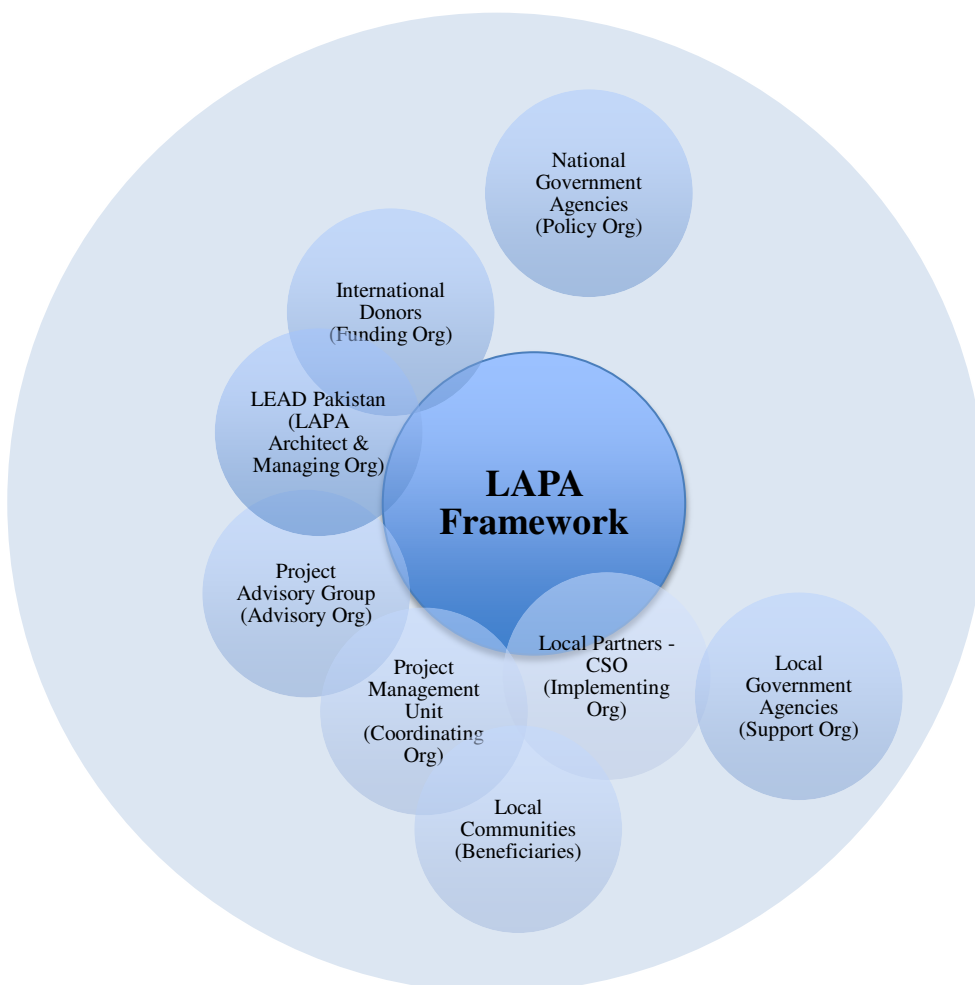 National
Government
Agencies
(Policy Org)
International
Donors
(Funding Org)
LEAD Pakistan
(LAPA
Architect &
Managing Org)
LAPA
Framework
Project
Advisory Group
(Advisory Org)
Project
Management
Unit
(Coordinating
Org)
Local Partners -
CSO
(Implementing
Org)
Local
Government
Agencies
(Support Org)
Local
Communities
(Beneficiaries)